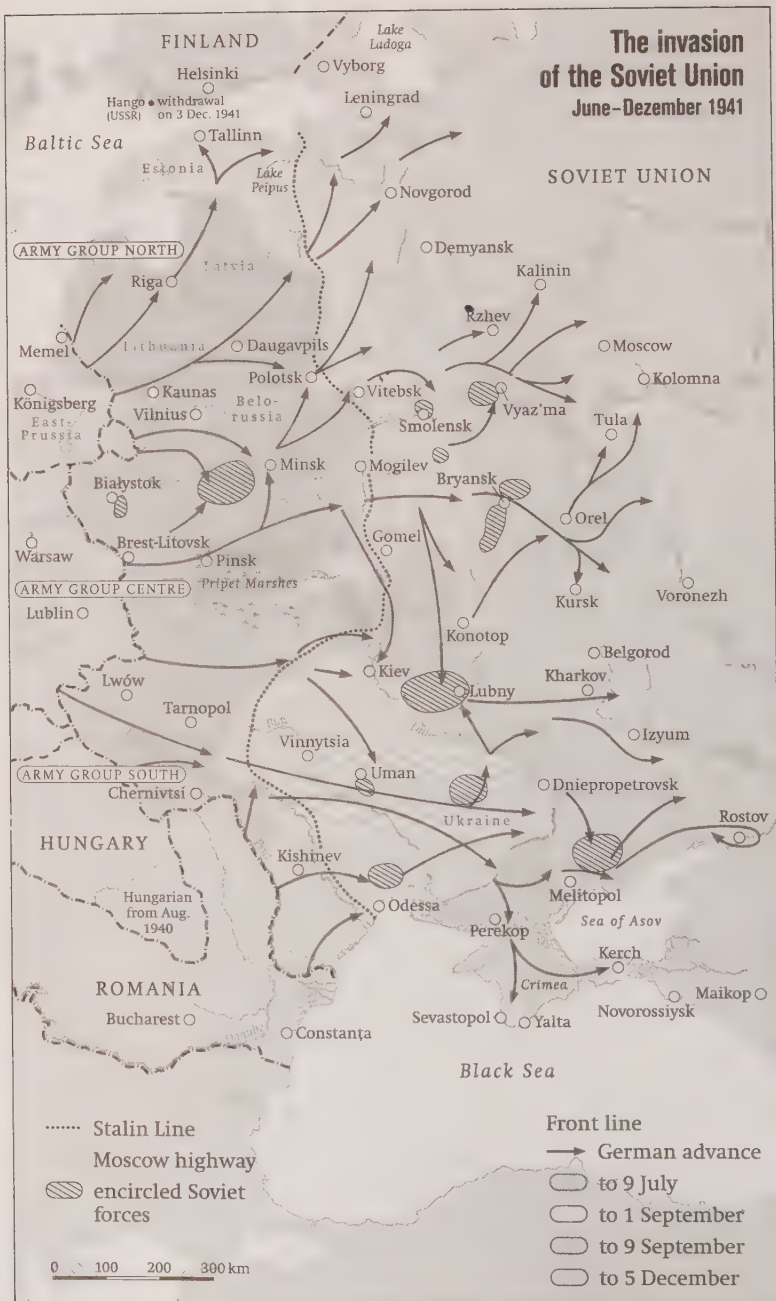 The invasion
of the Soviet Union
June–Dezember 1941
FINLAND
Lake
Ladoga
Vyborg
Helsinki
Hango • withdrawal
(USSR) on 3 Dec. 1941
Leningrad
Baltic Sea
Tallinn
Estonia
Lake
Peipus
SOVIET UNION
Novgorod
ARMY GROUP NORTH
Demyansk
Latvia
Riga
Kalinin
Rzhev
Memel
Lithuania
Daugavpils
Moscow
Polotsk
Kolomna
Königsberg
Kaunas
Vitebsk
Vyaz'ma
Vilnius
Belo-
russia
East-
Prussia
Smolensk
Tula
Minsk
Mogilev
Bryansk
Białystok
Orel
Warsaw
Brest-Litovsk
Gomel
Pinsk
Pripet Marshes
ARMY GROUP CENTRE
Kursk
Voronezh
Lublin
Konotop
Belgorod
Kiev
Kharkov
Lwów
Lubny
Tarnopol
Izyum
Vinnytsia
ARMY GROUP SOUTH
Uman
Dniepropetrovsk
Chernivtsi
Ukraine
Rostov
HUNGARY
Kishinev
Melitopol
Hungarian
from Aug.
1940
Odessa
Perekop
Sea of Asov
Kerch
ROMANIA
Crimea
Maikop
Bucharest
Sevastopol
Yalta
Novorossiysk
Constanța
Black Sea
Stalin Line
Moscow highway
encircled Soviet
forces
Front line
German advance
to 9 July
to 1 September
to 9 September
to 5 December
0 100 200 300 km